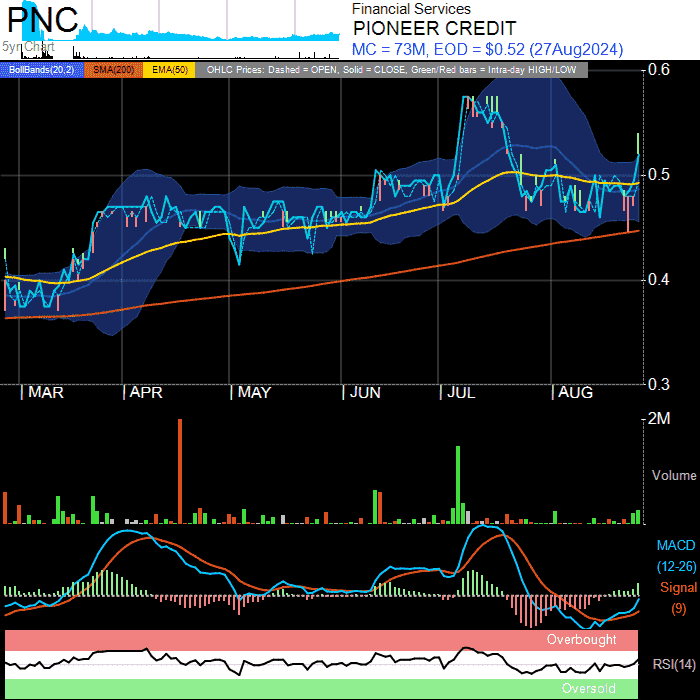 PNC
5yr Chart
Financial Services
PIONEER CREDIT
MC = 73M, EOD = $0.52 (27Aug2024)
BollBands(20,2) SMA(200) EMA(50) OHLC Prices: Dashed = OPEN, Solid = CLOSE, Green/Red bars = Intra-day HIGH/LOW
0.6
0.5
0.4
0.3
| MAR | APR | MAY | JUN | JUL | AUG
2M
Volume
MACD
(12-26)
Signal
(9)
Overbought
RSI(14)
Oversold